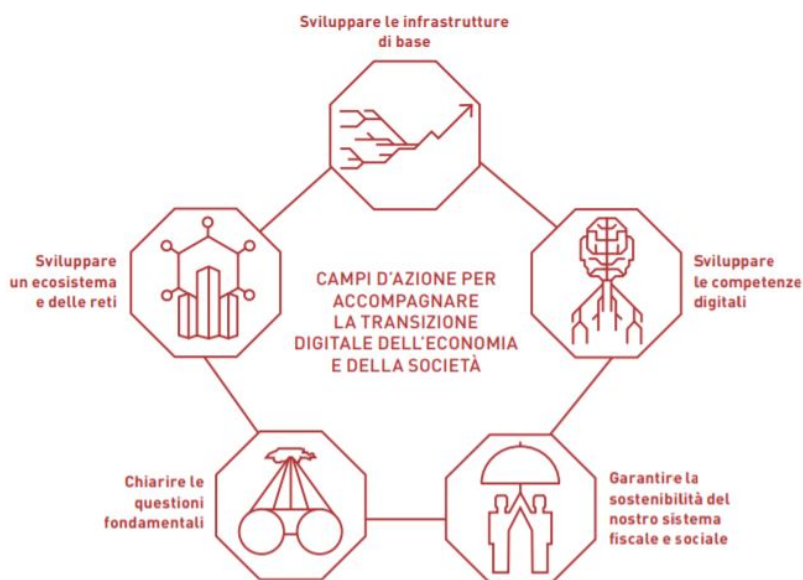 Sviluppare le infrastrutture
di base
Sviluppare
un ecosistema
e delle reti
CAMPI D'AZIONE PER
ACCOMPAGNARE
LA TRANSIZIONE
DIGITALE DELL'ECONOMIA
E DELLA SOCIETÀ
Sviluppare
le competenze
digitali
Chiarire le
questioni
fondamentali
Garantire la
sostenibilità del
nostro sistema
fiscale e sociale